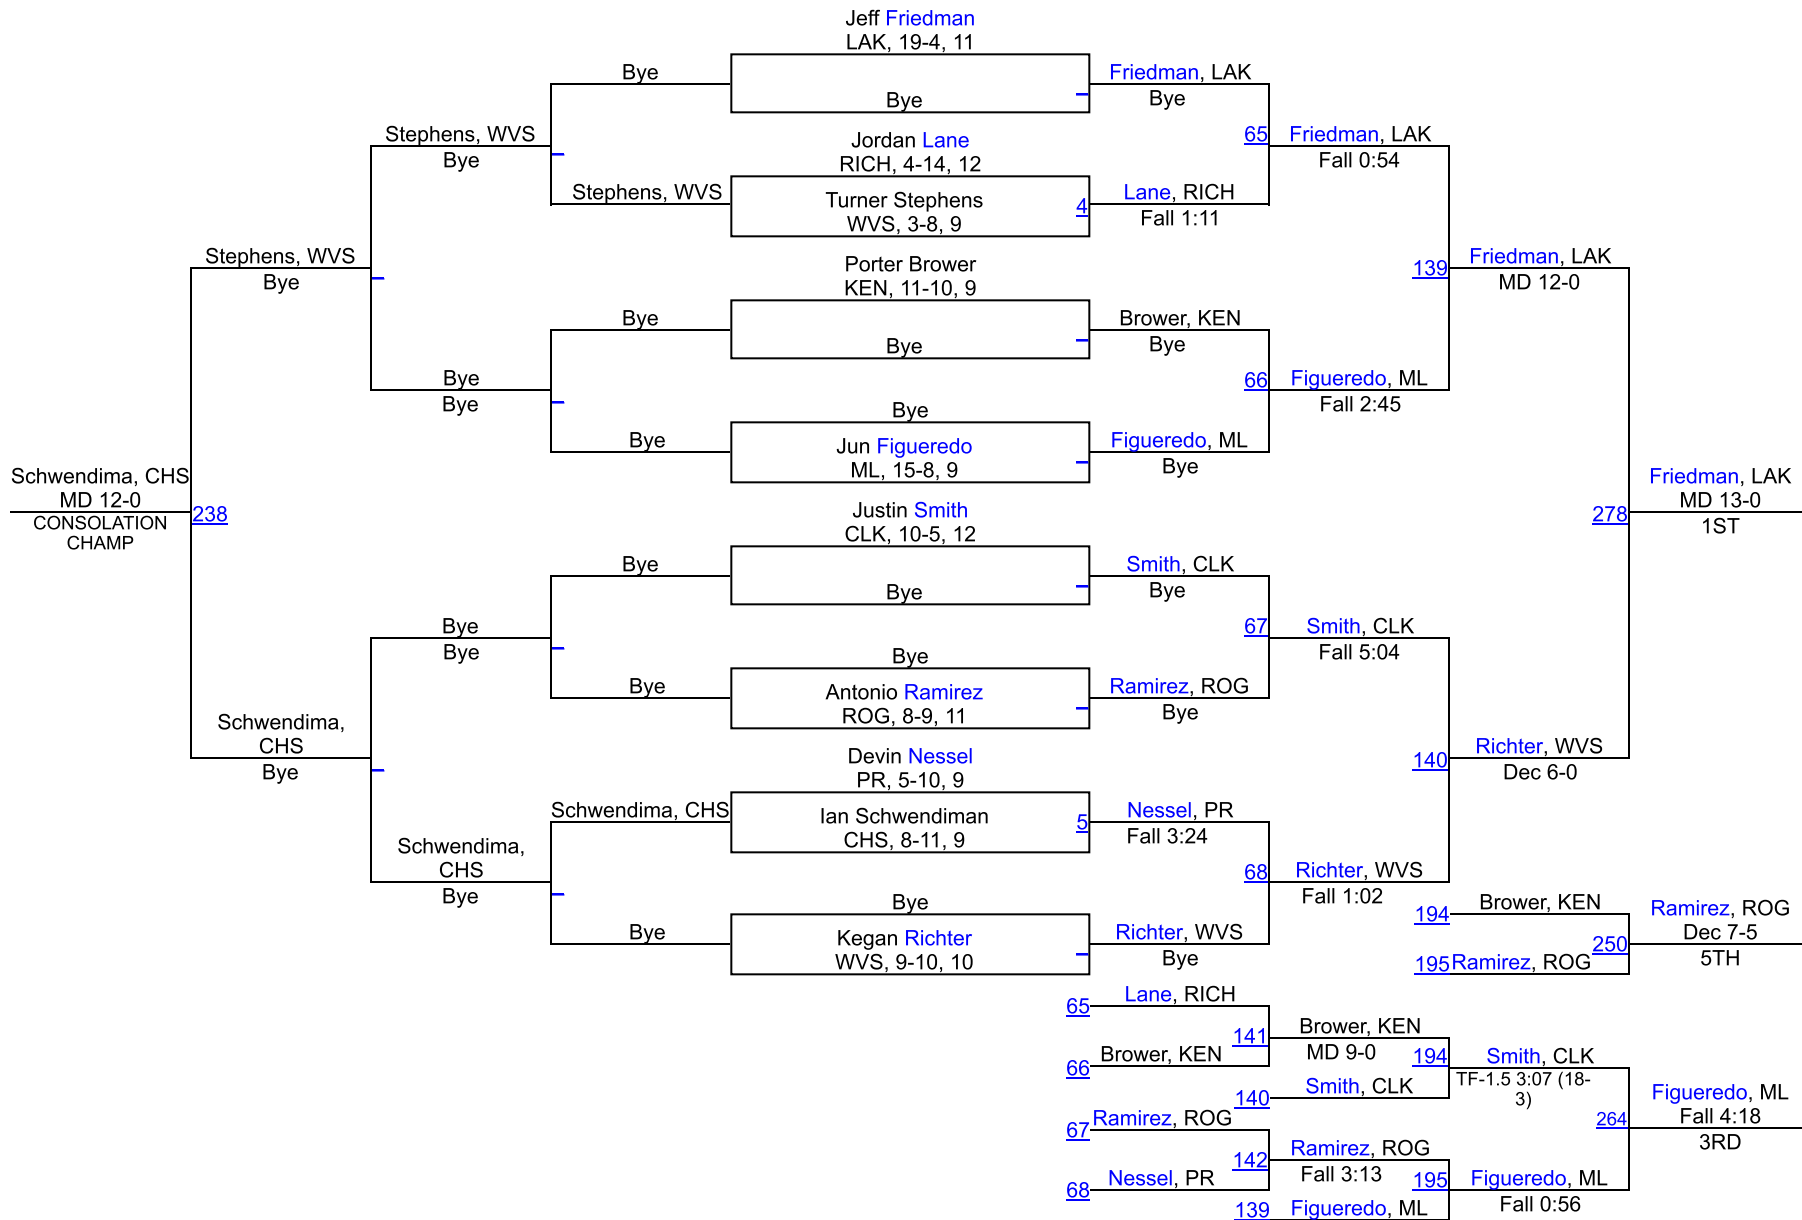 Jeff Friedman
LAK, 19-4, 11
Bye
Friedman, LAK
Bye
Bye
Stephens, WVS
Bye
Jordan Lane
RICH, 4-14, 12
65
Friedman, LAK
Fall 0:54
Stephens, WVS
Turner Stephens
WVS, 3-8, 9
4
Lane, RICH
Fall 1:11
Stephens, WVS
Bye
Porter Brower
KEN, 11-10, 9
139
Friedman, LAK
MD 12-0
Bye
Bye
Brower, KEN
Bye
Bye
Bye
66
Figueredo, ML
Fall 2:45
Bye
Bye
Jun Figueredo
ML, 15-8, 9
Figueredo, ML
Bye
Schwendima, CHS
MD 12-0
CONSOLATION
CHAMP
238
Justin Smith
CLK, 10-5, 12
278
Friedman, LAK
MD 13-0
1ST
Bye
Bye
Smith, CLK
Bye
Bye
Bye
67
Smith, CLK
Fall 5:04
Bye
Bye
Antonio Ramirez
ROG, 8-9, 11
Ramirez, ROG
Bye
Schwendima,
CHS
Bye
Devin Nessel
PR, 5-10, 9
140
Richter, WVS
Dec 6-0
Schwendima, CHS
Ian Schwendiman
CHS, 8-11, 9
5
Nessel, PR
Fall 3:24
Schwendima,
CHS
Bye
68
Richter, WVS
Fall 1:02
Bye
Bye
Kegan Richter
WVS, 9-10, 10
Richter, WVS
Bye
194
Brower, KEN
195
Ramirez, ROG
250
Ramirez, ROG
Dec 7-5
5TH
65
Lane, RICH
141
Brower, KEN
MD 9-0
66
Brower, KEN
194
Smith, CLK
TF-1.5 3:07 (18-
3)
140
Smith, CLK
67
Ramirez, ROG
264
Figueredo, ML
Fall 4:18
3RD
142
Ramirez, ROG
Fall 3:13
68
Nessel, PR
195
Figueredo, ML
Fall 0:56
139
Figueredo, ML